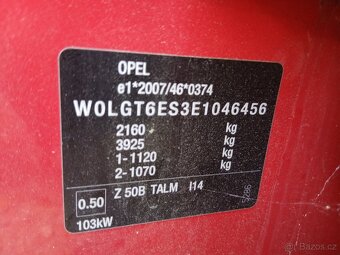 OPEL
e1*2007/46*0374
W0LGT6ES3E1046456
2160 kg
3925 kg
1-1120 kg
2-1070 kg
0.50 Z 50B TALM I14
103kW
bazos.cz